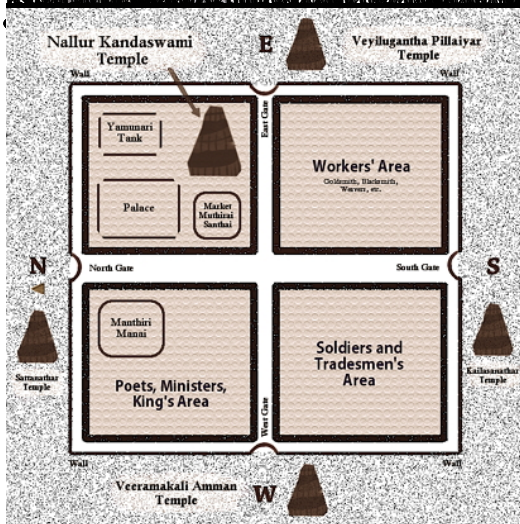 Nallur Kandaswami
Temple
E
Veyilugantha Pillaiyar
Temple
Wall
Wall
East Gate
Yamunari
Tank
Palace
Market
Muthirai
Santhai
Workers' Area
Goldsmith, Blacksmith,
Weavers, etc.
N
North Gate
South Gate
S
Sattanathar
Temple
Manthiri
Manai
Poets, Ministers,
King's Area
Soldiers and
Tradesmen's
Area
Kailasanathar
Temple
West Gate
Wall
Wall
Veeramakali Amman
Temple
W